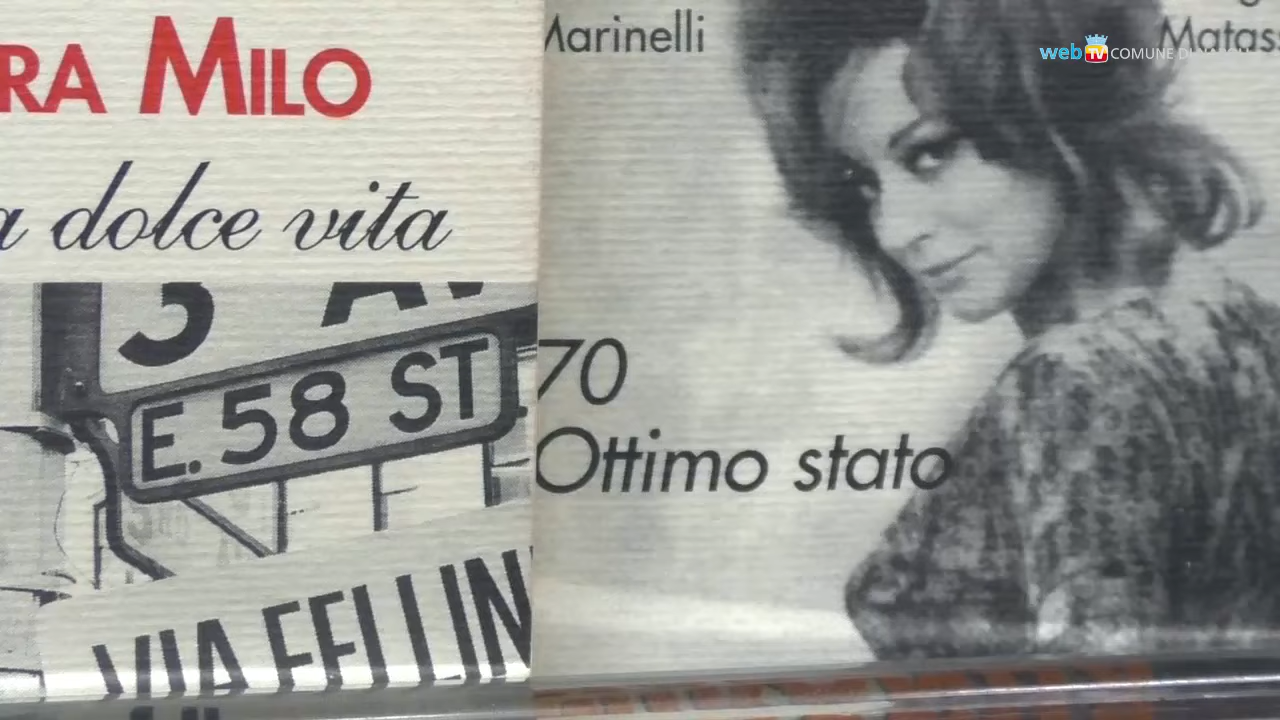 RA MILO
a dolce vita
E. 58 ST
VIA FELLIN
Marinelli
70
Ottimo stato
web TV COMUNE DI